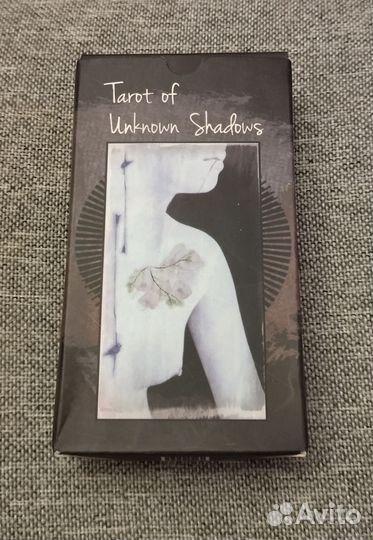 Tarot of
Unknown Shadows
Avito